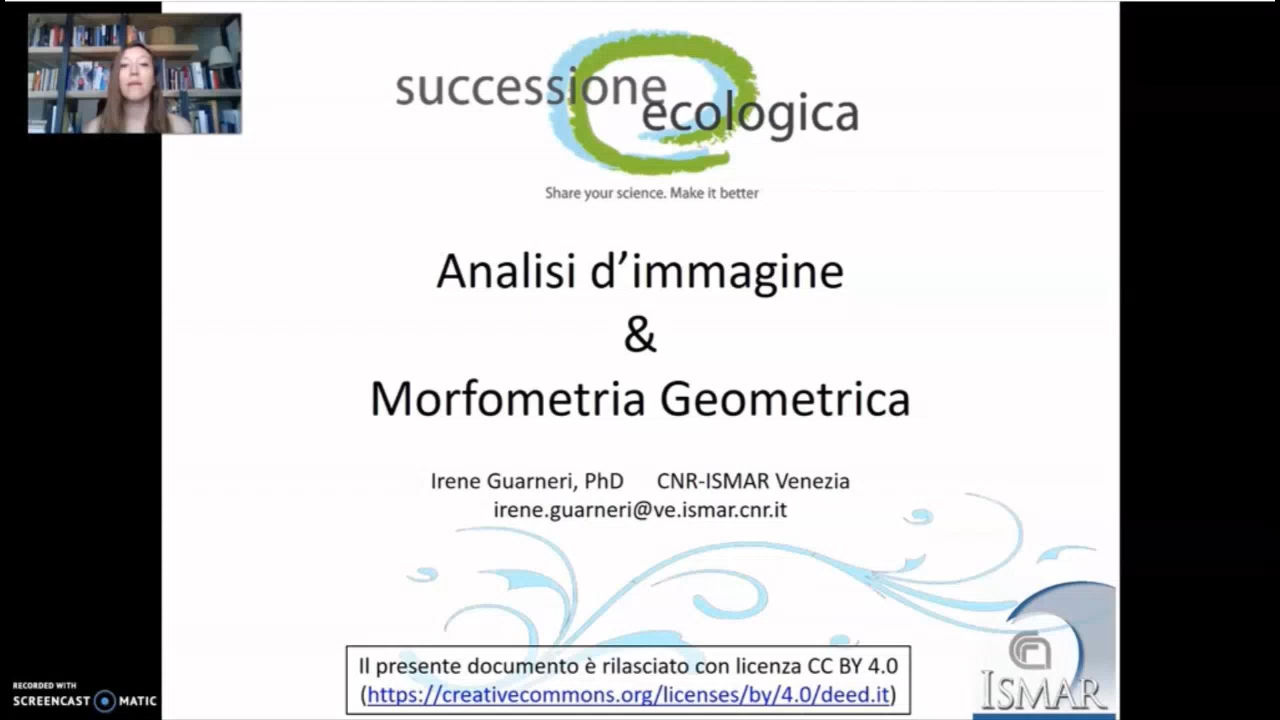 successione
ecologica
Share your science. Make it better
Analisi d’immagine
&
Morfometria Geometrica
Irene Guarneri, PhD CNR-ISMAR Venezia
irene.guarneri@ve.ismar.cnr.it
Il presente documento è rilasciato con licenza CC BY 4.0
(https://creativecommons.org/licenses/by/4.0/deed.it)
ISMAR
RECORDED WITH
SCREENCAST MATIC